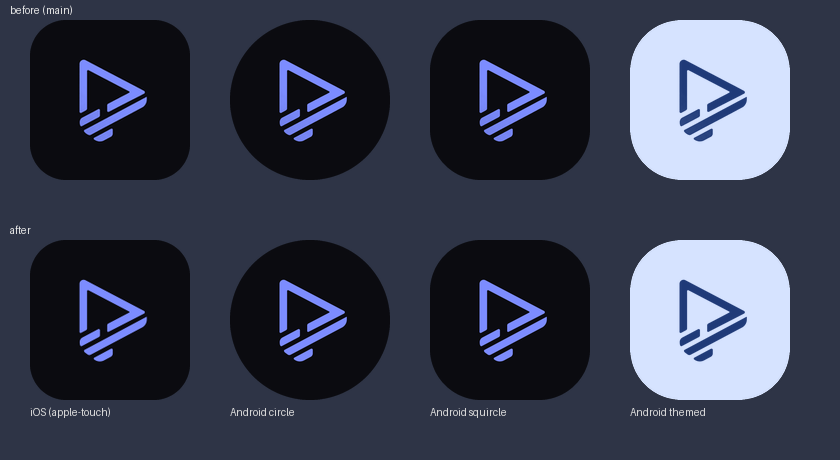 before (main)
after
iOS (apple-touch)
Android circle
Android squircle
Android themed